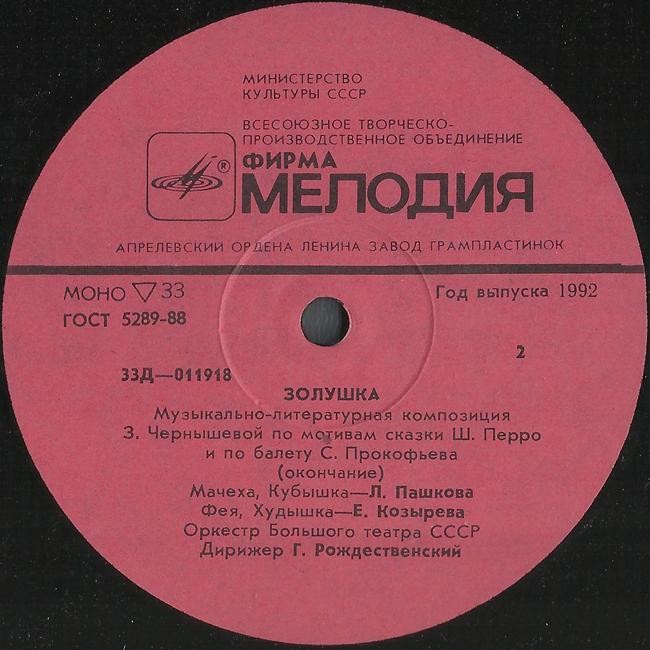 МИНИСТЕРСТВО
КУЛЬТУРЫ СССР
ВСЕСОЮЗНОЕ ТВОРЧЕСКО-
ПРОИЗВОДСТВЕННОЕ ОБЪЕДИНЕНИЕ
®
ФИРМА
МЕЛОДИЯ
АПРЕЛЕВСКИЙ ОРДЕНА ЛЕНИНА ЗАВОД ГРАМПЛАСТИНОК
МОНО ▽ 33
Год выпуска 1992
ГОСТ 5289-88
2
33Д—011918
ЗОЛУШКА
Музыкально-литературная композиция
З. Чернышевой по мотивам сказки Ш. Перро
и по балету С. Прокофьева
(окончание)
Мачеха, Кубышка—Л. Пашкова
Фея, Худышка—Е. Козырева
Оркестр Большого театра СССР
Дирижер Г. Рождественский